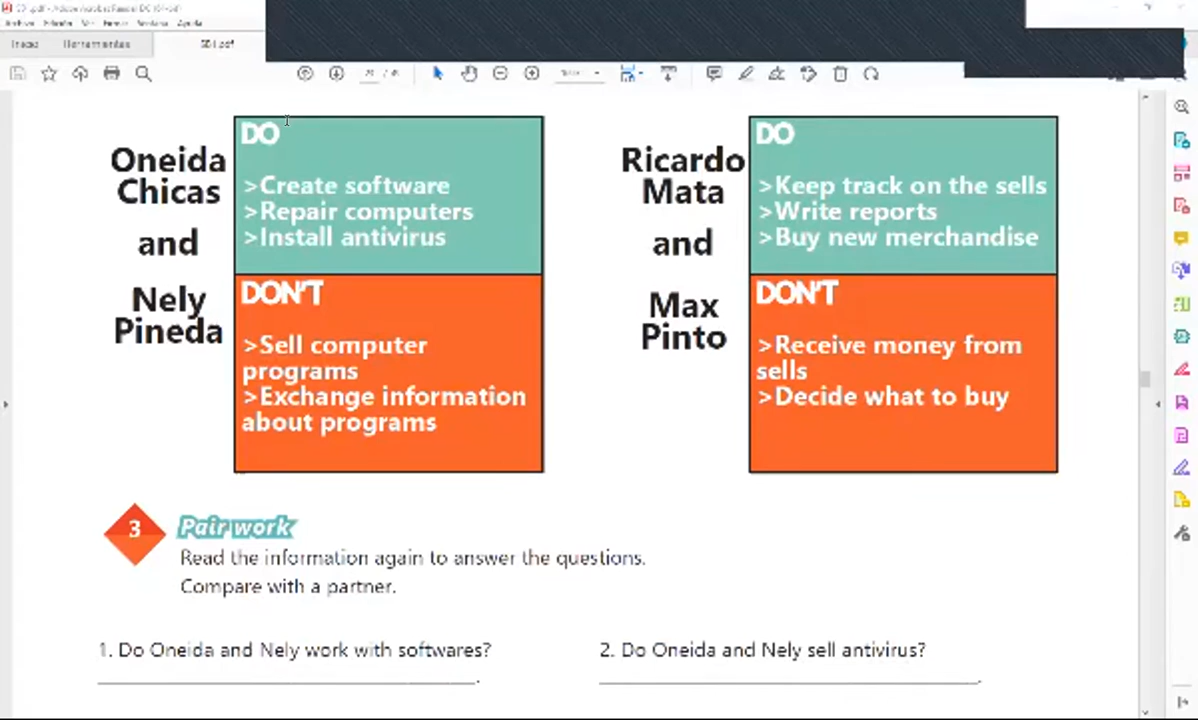 Inicio Herramientas
Oneida
Chicas
and
Nely
Pineda
DO
>Create software
>Repair computers
>Install antivirus
DON'T
>Sell computer
programs
>Exchange information
about programs
Ricardo
Mata
and
Max
Pinto
DO
>Keep track on the sells
>Write reports
>Buy new merchandise
DON'T
>Receive money from
sells
>Decide what to buy
3
Pair work
Read the information again to answer the questions.
Compare with a partner.
1. Do Oneida and Nely work with softwares?
2. Do Oneida and Nely sell antivirus?